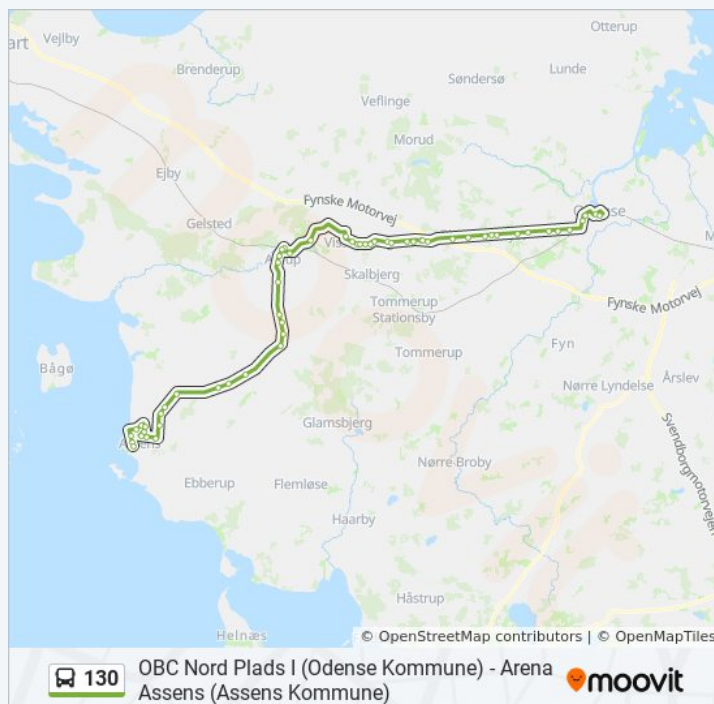 Otterup
Vejlby
art
Brenderup
Lunde
Søndersø
Veflinge
Morud
Ejby
Fynske Motorvej
Gelsted
Skalbjerg
Tommerup
Stationsby
Fynske Motorvej
Tommerup
Fyn
Bågø
Nørre Lyndelse
Årslev
Glamsbjerg
Svendborgmotorvejen
Nørre Broby
Ebberup
Flemløse
Haarby
Håstrup
Helnæs
© OpenStreetMap contributors | © OpenMapTiles
130
OBC Nord Plads I (Odense Kommune) - Arena
Assens (Assens Kommune)
moovit